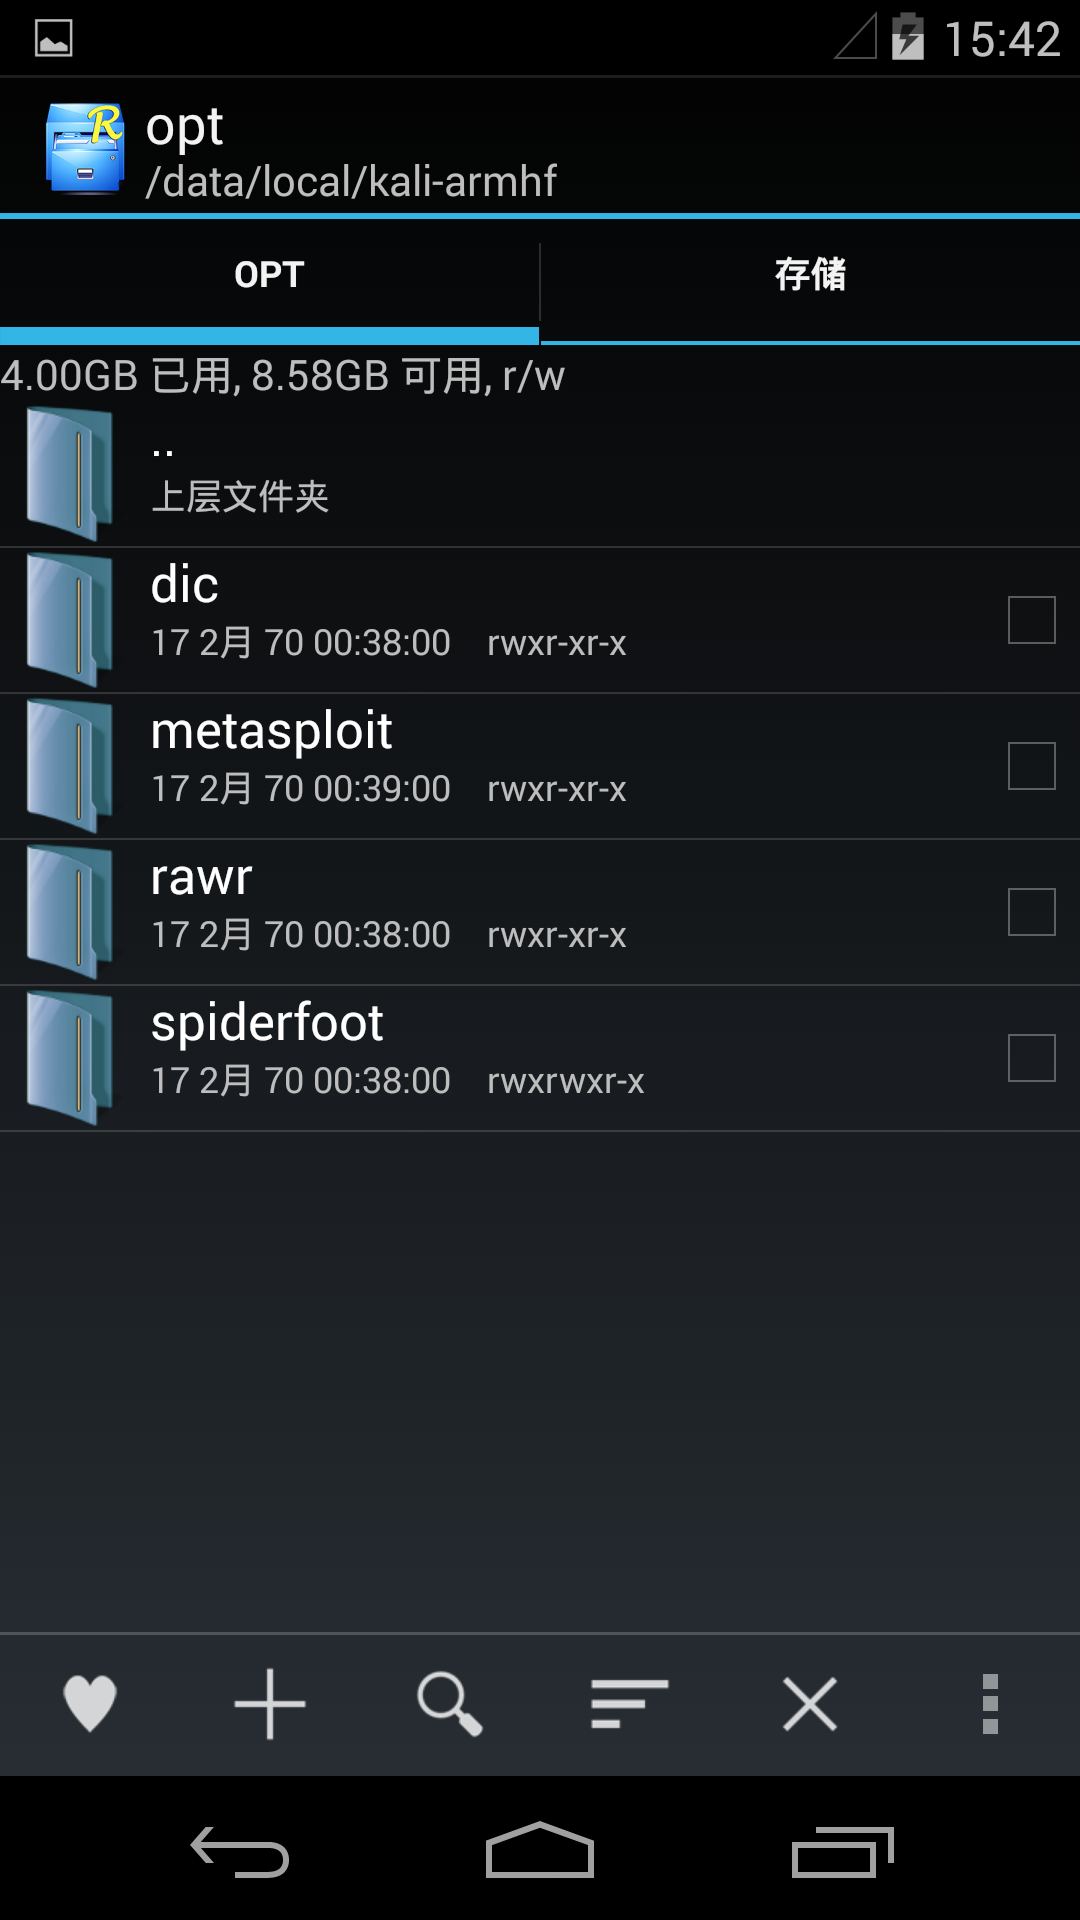 15:42
opt
/data/local/kali-armhf
OPT
存储
4.00GB 已用, 8.58GB 可用, r/w
..
上层文件夹
dic
17 2月 70 00:38:00 rwxr-xr-x
metasploit
17 2月 70 00:39:00 rwxr-xr-x
rawr
17 2月 70 00:38:00 rwxr-xr-x
spiderfoot
17 2月 70 00:38:00 rwxrwxr-x